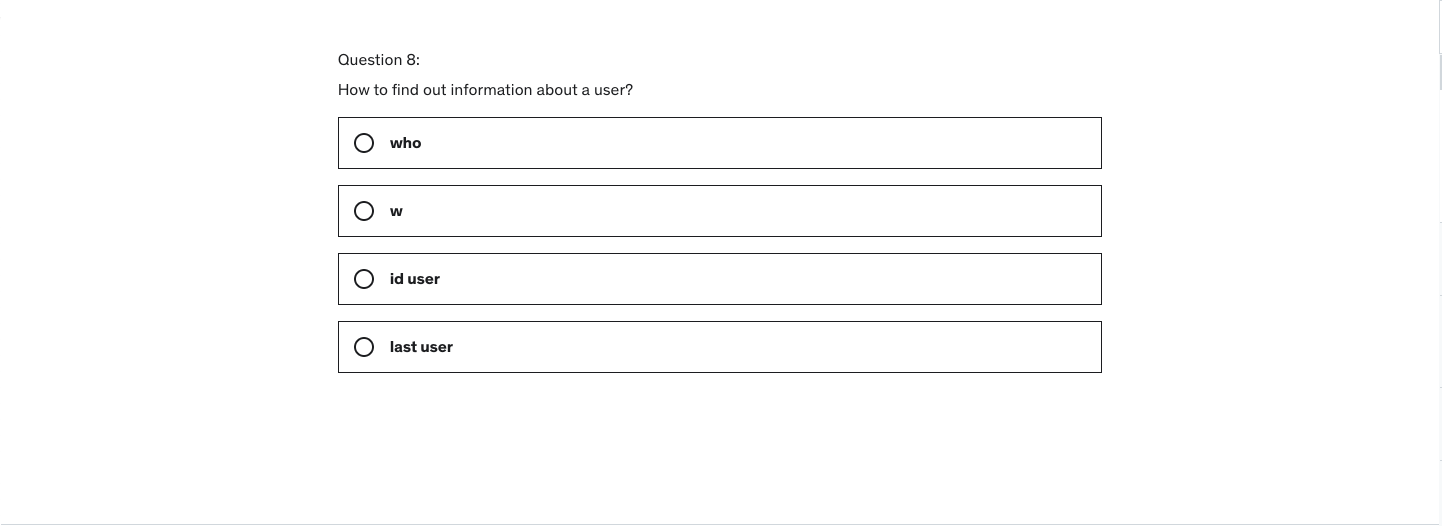 Question 8:
How to find out information about a user?
who
w
id user
last user